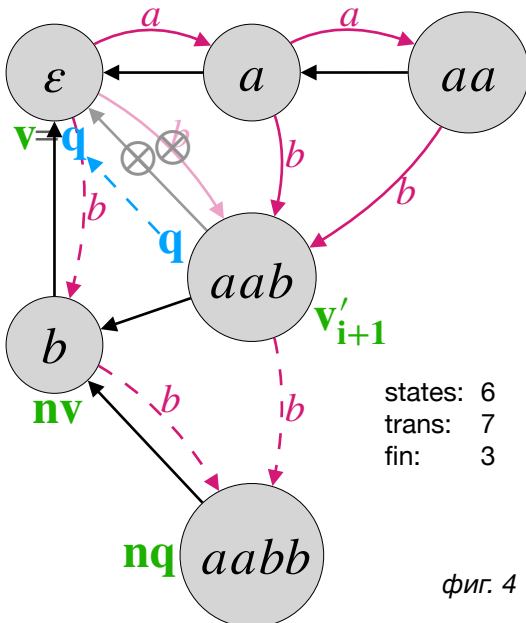 a a
ε a aa
v=q b
b b b
q
aab
v′i+1
b
nv
b b
states: 6
trans: 7
fin: 3
nq aabb
фиг. 4